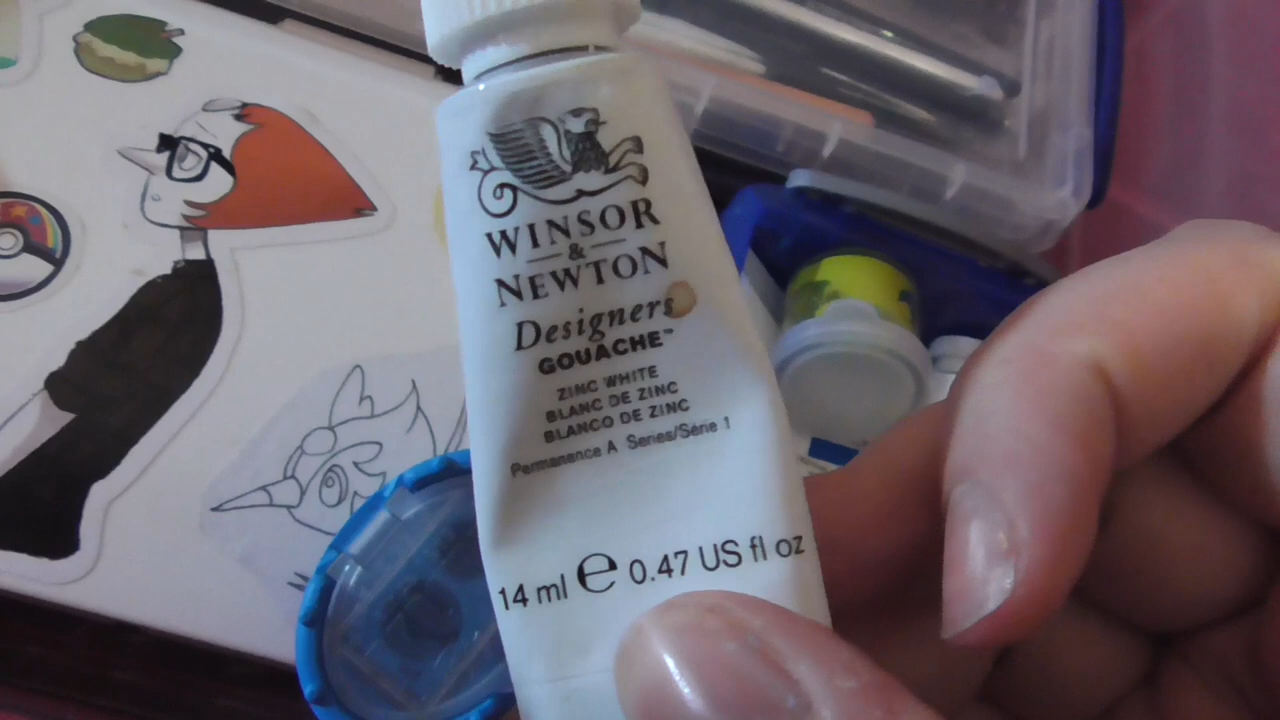 WINSOR
&
NEWTON
Designers
GOUACHE™
ZINC WHITE
BLANC DE ZINC
BLANCO DE ZINC
Permanence A Series/Série 1
14 ml e 0.47 US fl oz